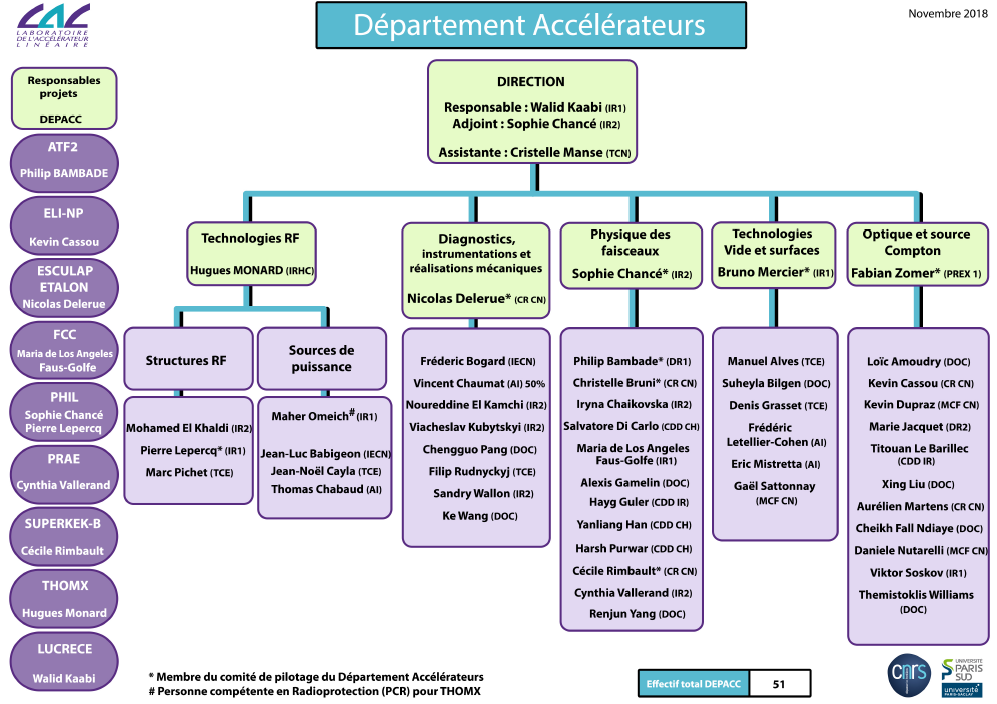 LABORATOIRE
DE L'ACCÉLÉRATEUR
LINÉAIRE
Département Accélérateurs
Novembre 2018
Responsables
projets
DEPACC
ATF2
Philip BAMBADE
ELI-NP
Kevin Cassou
ESCULAP
ETALON
Nicolas Delerue
FCC
Maria de Los Angeles
Faus-Golfe
PHIL
Sophie Chancé
Pierre Lepercq
PRAE
Cynthia Vallerand
SUPERKEK-B
Cécile Rimbault
THOMX
Hugues Monard
LUCRECE
Walid Kaabi
DIRECTION
Responsable : Walid Kaabi (IR1)
Adjoint : Sophie Chancé (IR2)
Assistante : Cristelle Manse (TCN)
Technologies RF
Hugues MONARD (IRHC)
Structures RF
Mohamed El Khaldi (IR2)
Pierre Lepercq* (IR1)
Marc Pichet (TCE)
Sources de
puissance
Maher Omeich# (IR1)
Jean-Luc Babigeon (IECN)
Jean-Noël Cayla (TCE)
Thomas Chabaud (AI)
Diagnostics,
instrumentations et
réalisations mécaniques
Nicolas Delerue* (CR CN)
Fréderic Bogard (IECN)
Vincent Chaumat (AI) 50%
Noureddine El Kamchi (IR2)
Viacheslav Kubytskyi (IR2)
Chengguo Pang (DOC)
Filip Rudnyckyj (TCE)
Sandry Wallon (IR2)
Ke Wang (DOC)
Physique des
faisceaux
Sophie Chancé* (IR2)
Philip Bambade* (DR1)
Christelle Bruni* (CR CN)
Iryna Chaikovska (IR2)
Salvatore Di Carlo (CDD CH)
Maria de Los Angeles
Faus-Golfe (IR1)
Alexis Gamelin (DOC)
Hayg Guler (CDD IR)
Yanliang Han (CDD CH)
Harsh Purwar (CDD CH)
Cécile Rimbault* (CR CN)
Cynthia Vallerand (IR2)
Renjun Yang (DOC)
Technologies
Vide et surfaces
Bruno Mercier* (IR1)
Manuel Alves (TCE)
Suheyla Bilgen (DOC)
Denis Grasset (TCE)
Frédéric
Letellier-Cohen (AI)
Eric Mistretta (AI)
Gaël Sattonnay
(MCF CN)
Optique et source
Compton
Fabian Zomer* (PREX 1)
Loïc Amoudry (DOC)
Kevin Cassou (CR CN)
Kevin Dupraz (MCF CN)
Marie Jacquet (DR2)
Titouan Le Barillec
(CDD IR)
Xing Liu (DOC)
Aurélien Martens (CR CN)
Cheikh Fall Ndiaye (DOC)
Daniele Nutarelli (MCF CN)
Viktor Soskov (IR1)
Themistoklis Williams
(DOC)
* Membre du comité de pilotage du Département Accélérateurs
# Personne compétente en Radioprotection (PCR) pour THOMX
Effectif total DEPACC
51
cnrs
UNIVERSITÉ
PARIS
SUD
université
PARIS-SACLAY